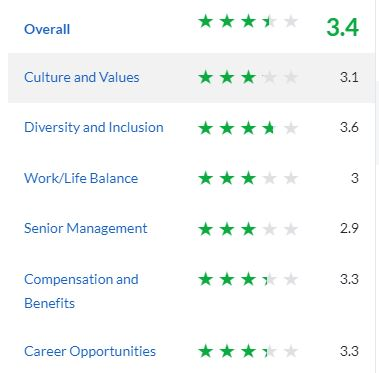 Overall 3.4
Culture and Values 3.1
Diversity and Inclusion 3.6
Work/Life Balance 3
Senior Management 2.9
Compensation and 3.3
Benefits
Career Opportunities 3.3